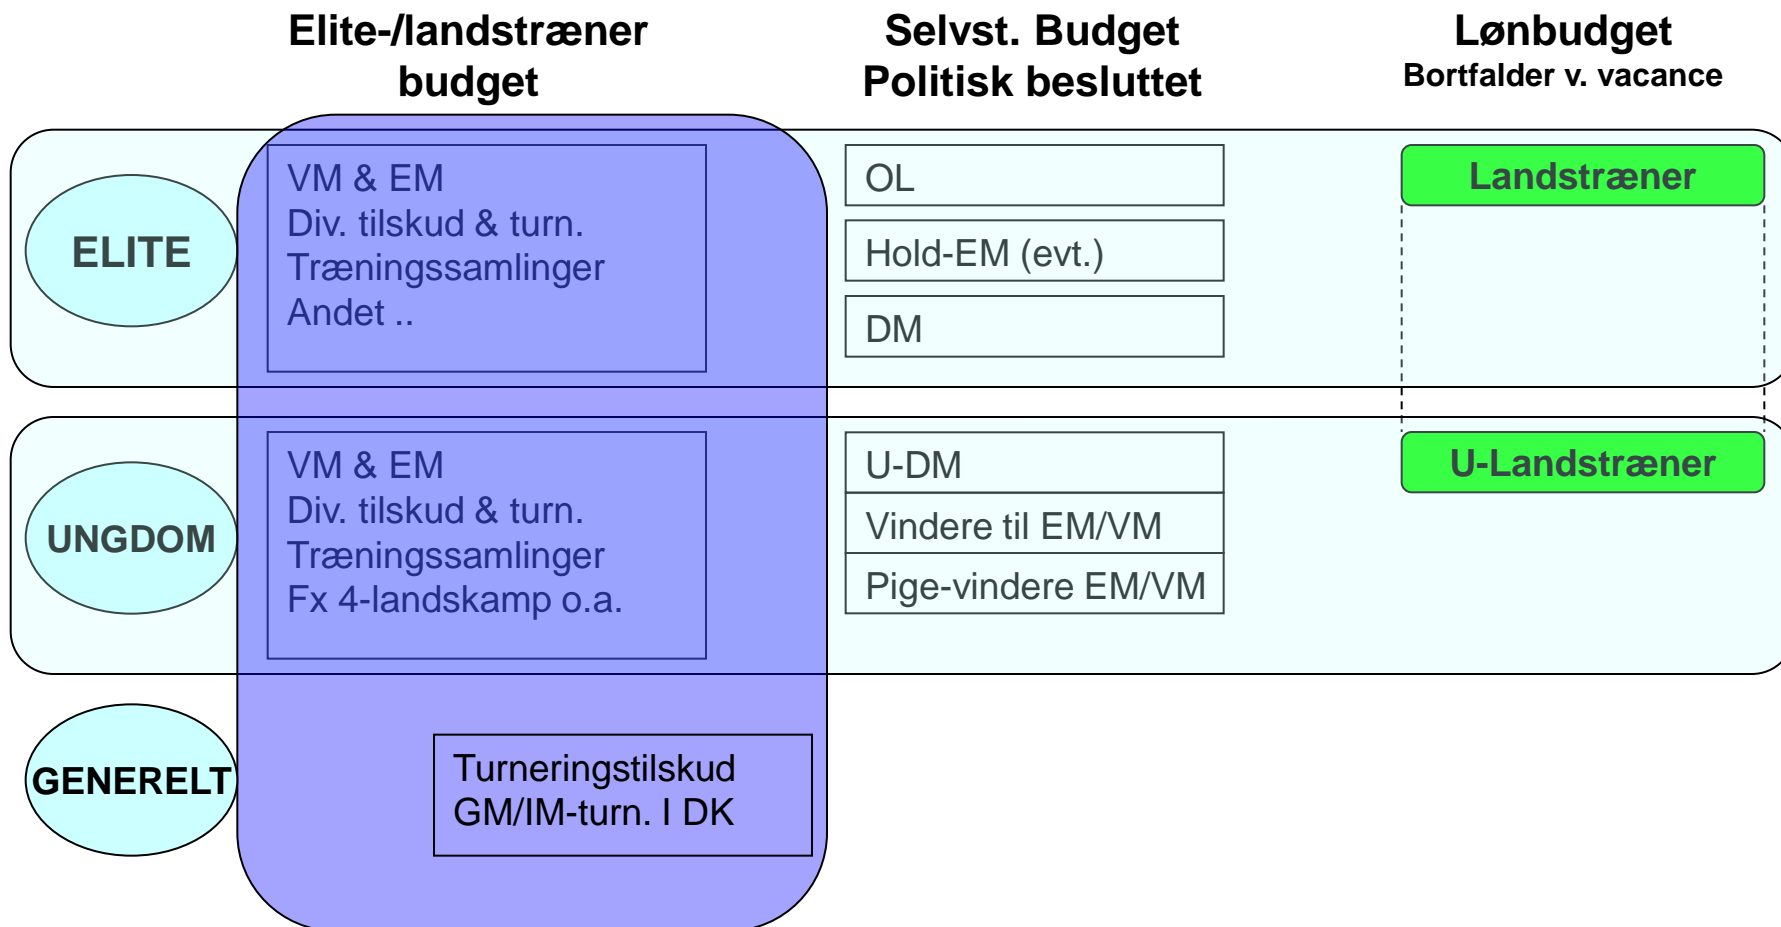 Elite-/landstræner
budget
Selvst. Budget
Politisk besluttet
Lønbudget
Bortfalder v. vacance
ELITE
VM & EM
Div. tilskud & turn.
Træningssamlinger
Andet ..
OL
Hold-EM (evt.)
DM
Landstræner
UNGDOM
VM & EM
Div. tilskud & turn.
Træningssamlinger
Fx 4-landskamp o.a.
U-DM
Vindere til EM/VM
Pige-vindere EM/VM
U-Landstræner
GENERELT
Turneringstilskud
GM/IM-turn. I DK